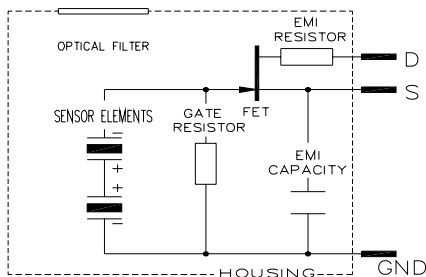 EMI
RESISTOR
OPTICAL FILTER
D
S
SENSOR ELEMENTS
GATE
RESISTOR
FET
EMI
CAPACITY
−
+
+
−
GND
HOUSING